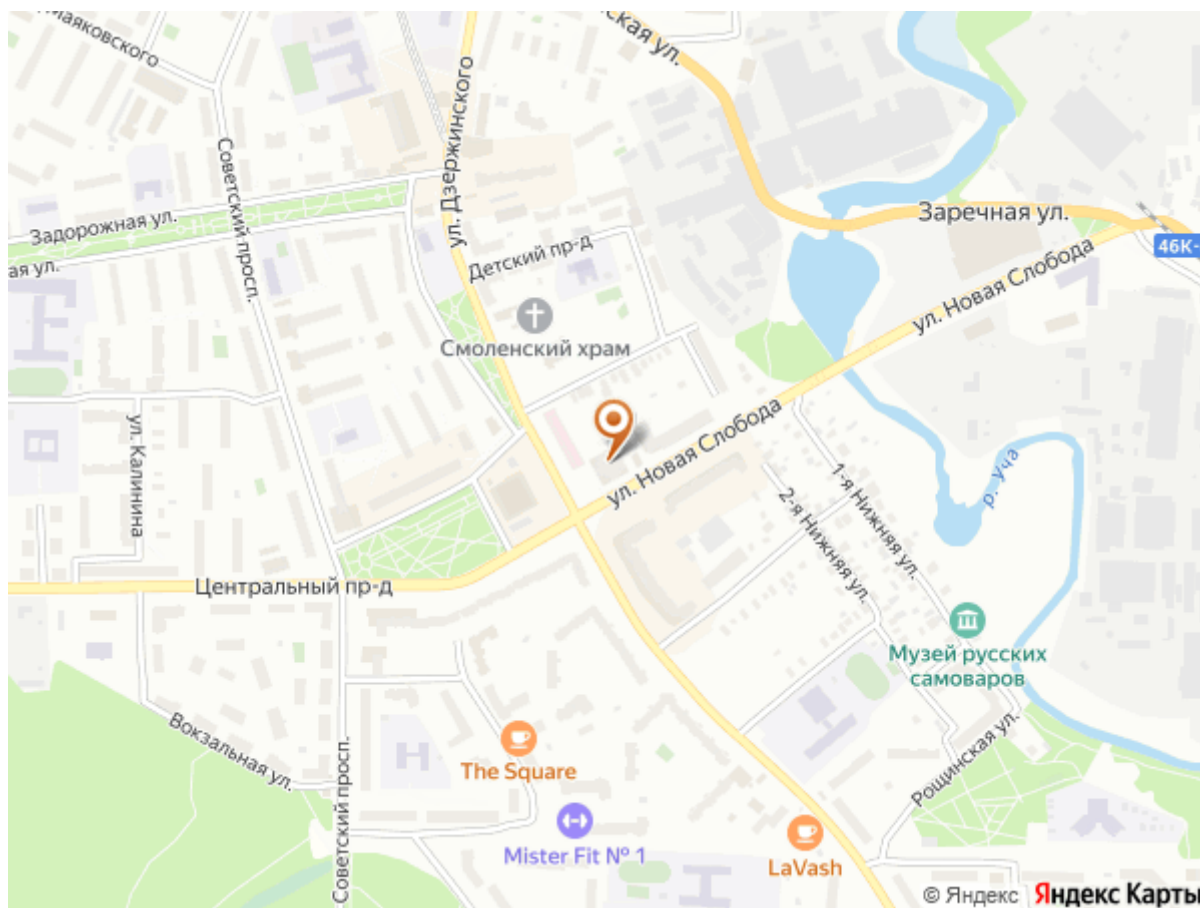 Маяковского
ская ул.
ул. Дзержинского
Советский просп.
Задорожная ул.
ая ул.
Детский пр-д
Заречная ул.
46К-
ул. Новая Слобода
Смоленский храм
ул. Калинина
ул. Новая Слобода
р. Уча
1-я Нижняя ул.
2-я Нижняя ул.
Центральный пр-д
Музей русских
самоваров
Вокзальная ул.
Советский просп.
The Square
Рощинская ул.
Mister Fit № 1
LaVash
© Яндекс Яндекс Карты